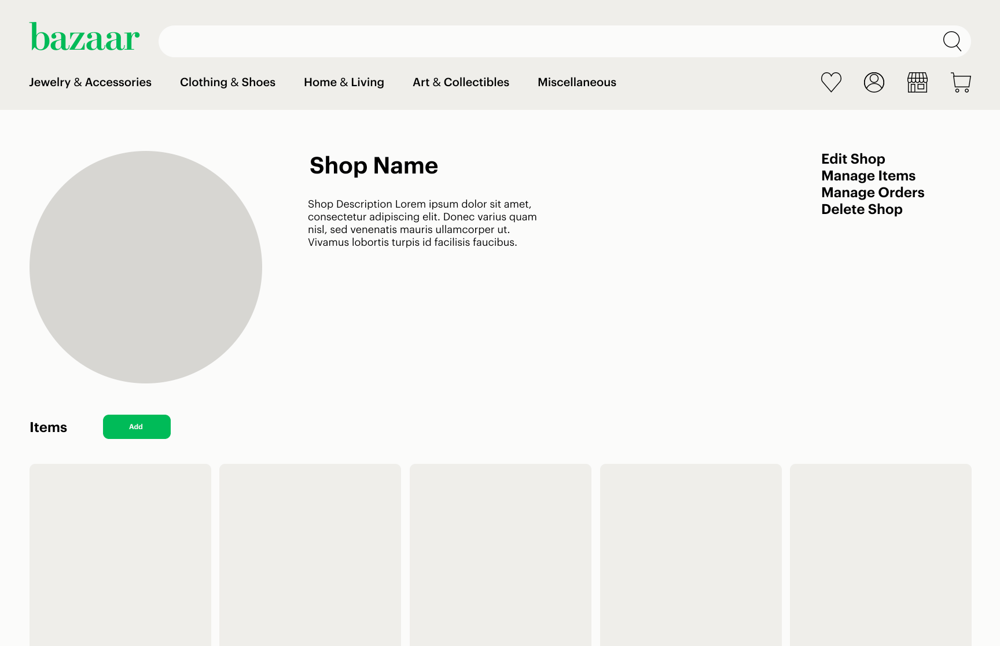 bazaar
Jewelry & Accessories
Clothing & Shoes
Home & Living
Art & Collectibles
Miscellaneous
Shop Name
Shop Description Lorem ipsum dolor sit amet,
consectetur adipiscing elit. Donec varius quam
nisl, sed venenatis mauris ullamcorper ut.
Vivamus lobortis turpis id facilisis faucibus.
Edit Shop
Manage Items
Manage Orders
Delete Shop
Items
Add